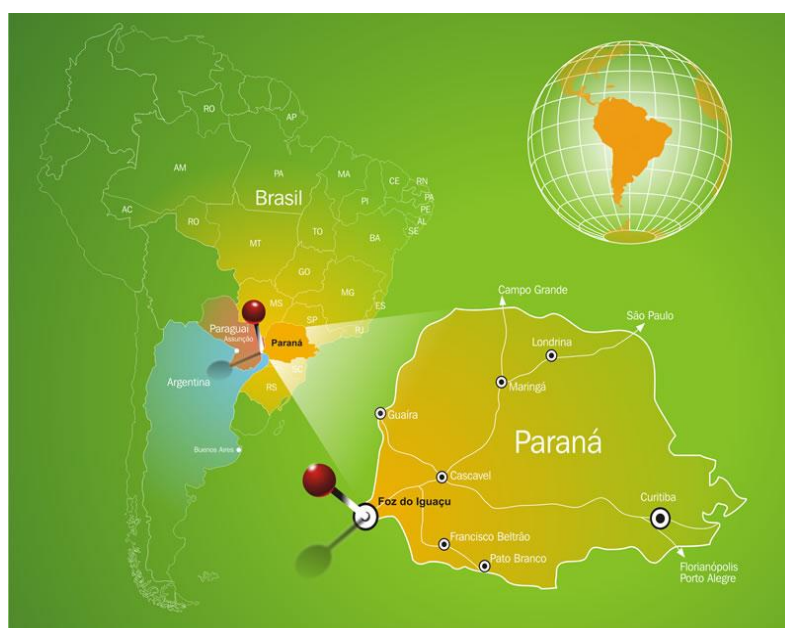 RO
AP
AM
PA
MA
CE
RN
Brasil
PI
PB
PE
AC
RO
TO
AL
SE
MT
BA
GO
MG
MS
ES
SP
RJ
Paraguai
Assunção
Paraná
SC
Argentina
RS
Buenos Aires
Campo Grande
São Paulo
Londrina
Maringá
Guaíra
Paraná
Cascavel
Foz do Iguaçu
Curitiba
Francisco Beltrão
Pato Branco
Florianópolis
Porto Alegre